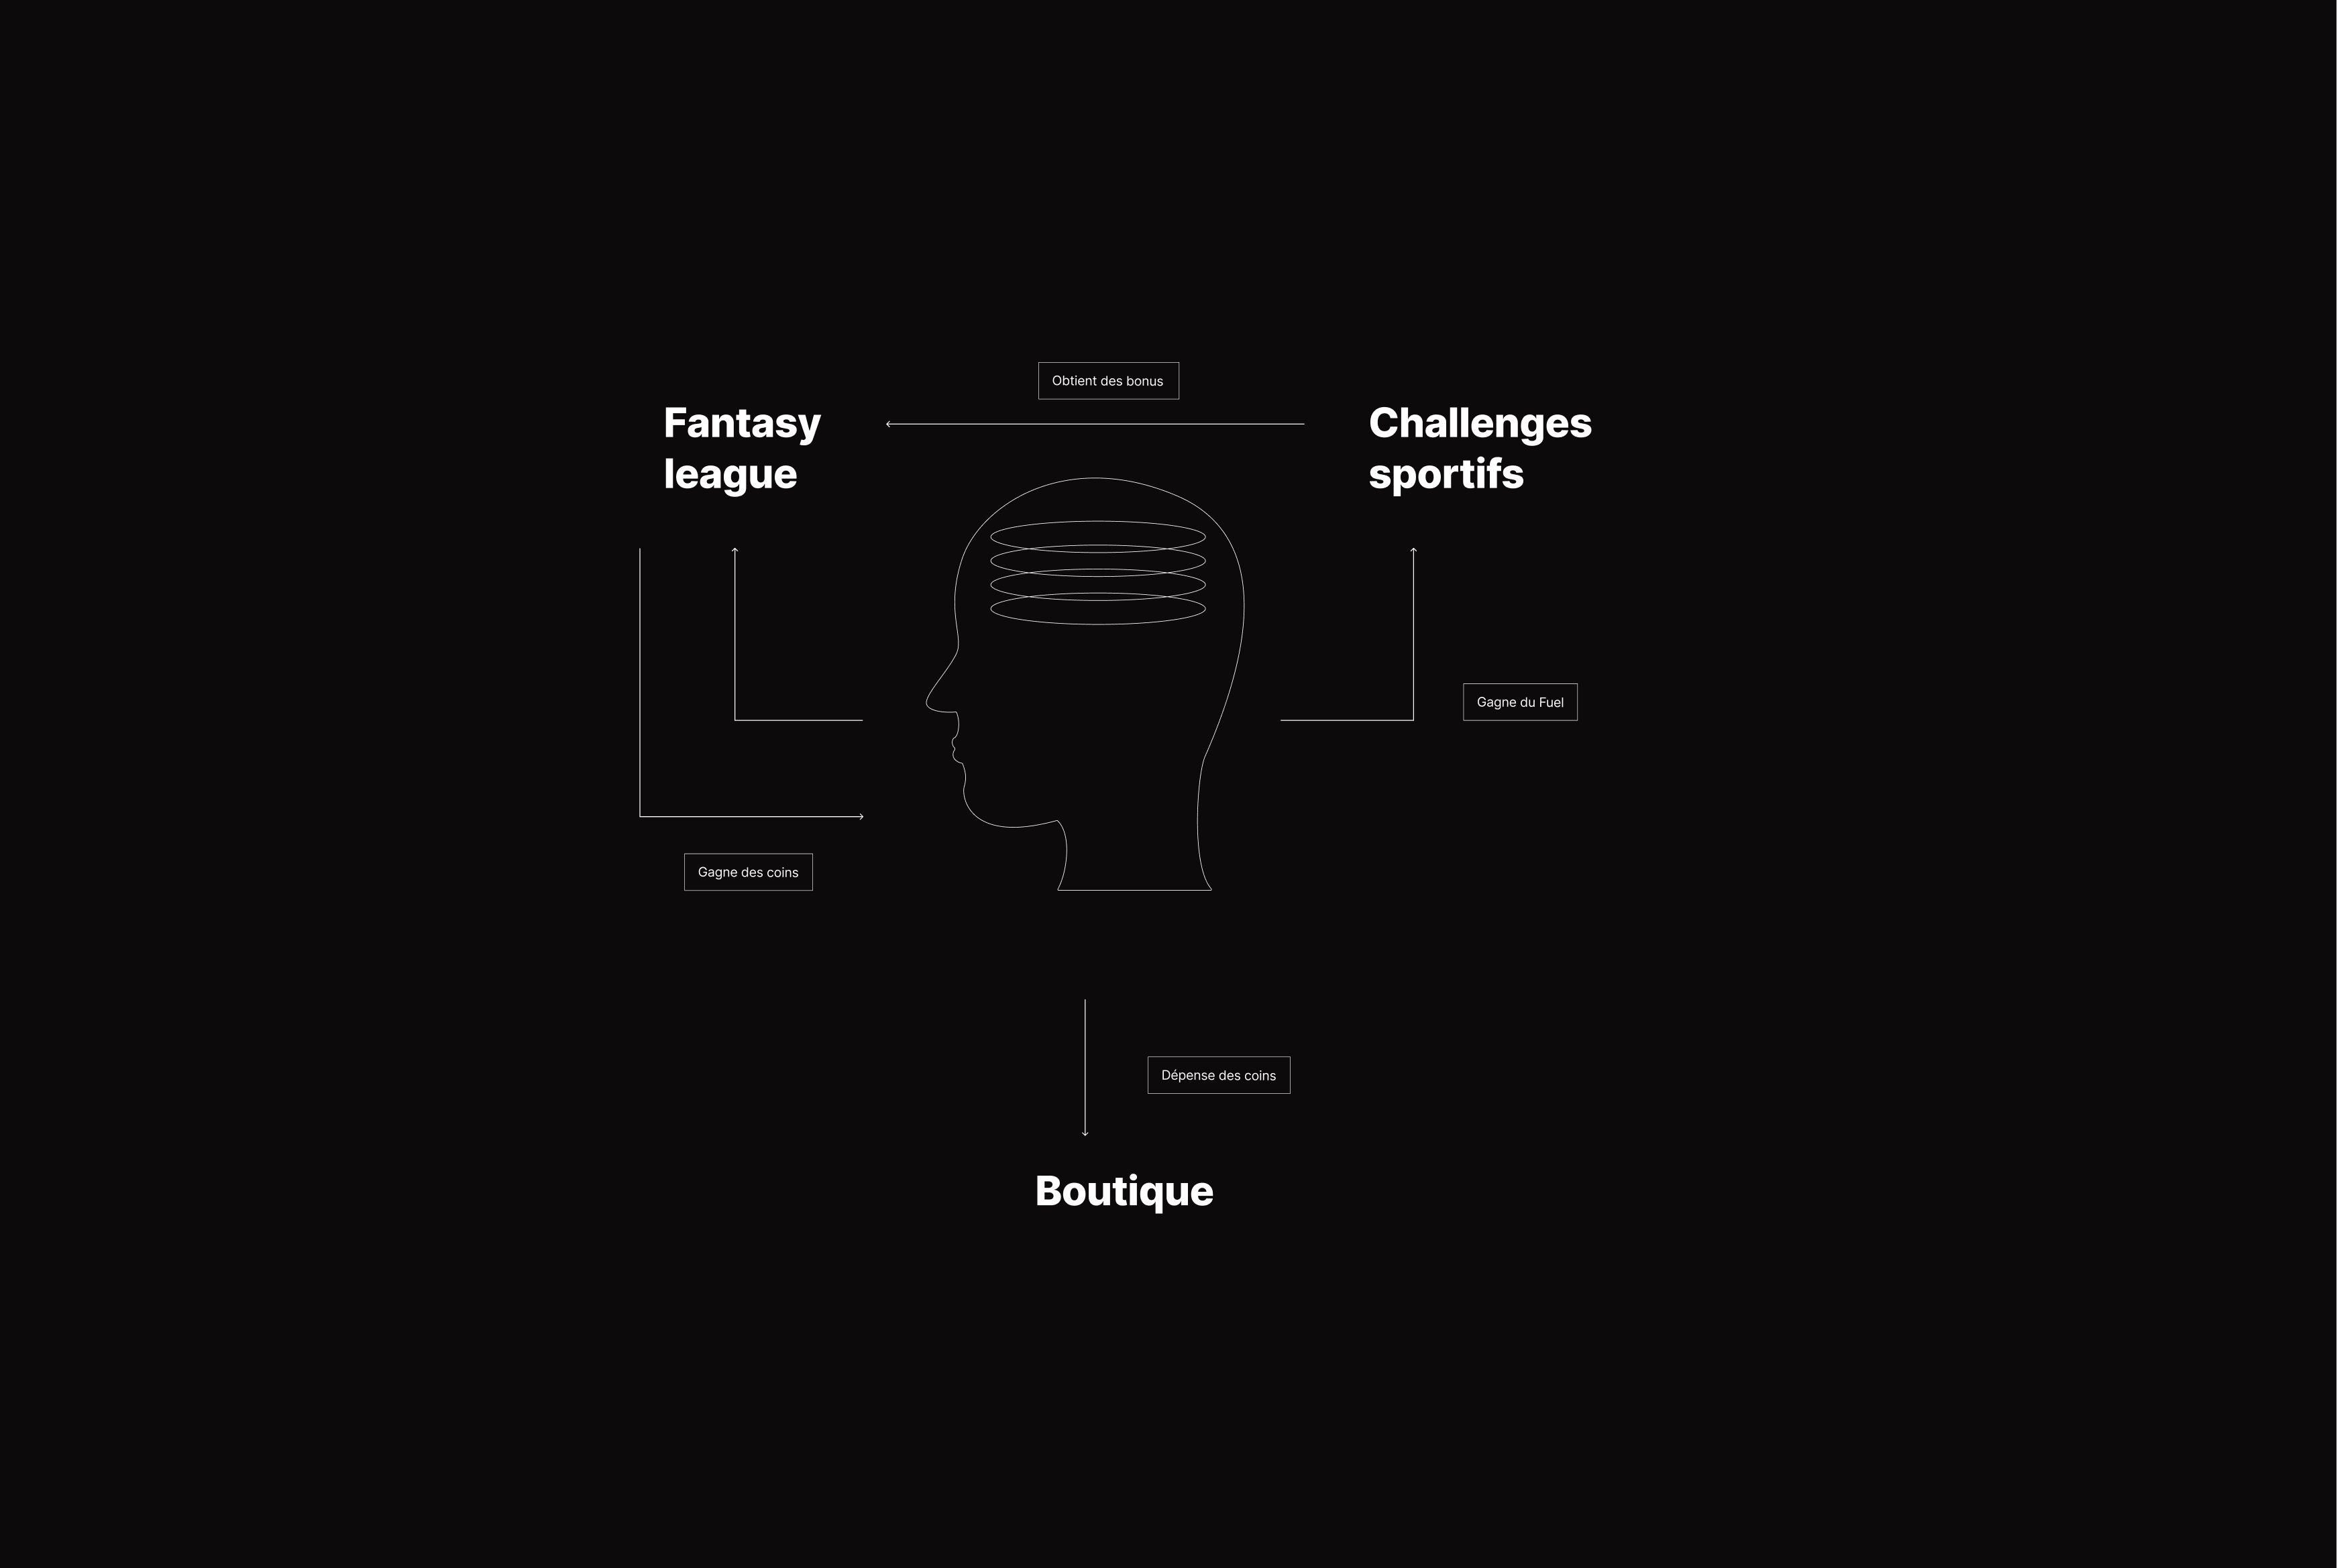 Obtient des bonus
Fantasy
league
Challenges
sportifs
Gagne du Fuel
Gagne des coins
Dépense des coins
Boutique